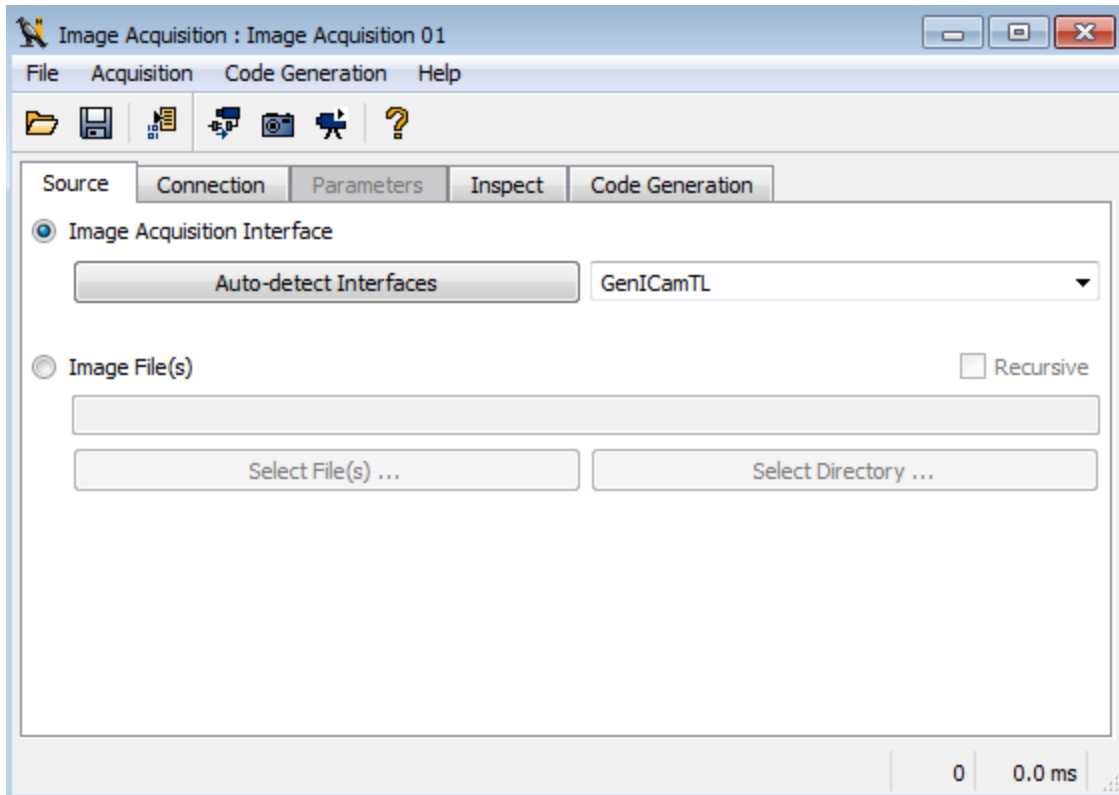 Image Acquisition : Image Acquisition 01
File Acquisition Code Generation Help
Source Connection Parameters Inspect Code Generation
Image Acquisition Interface
Auto-detect Interfaces GenICamTL
Image File(s) Recursive
Select File(s) ... Select Directory ...
0 0.0 ms